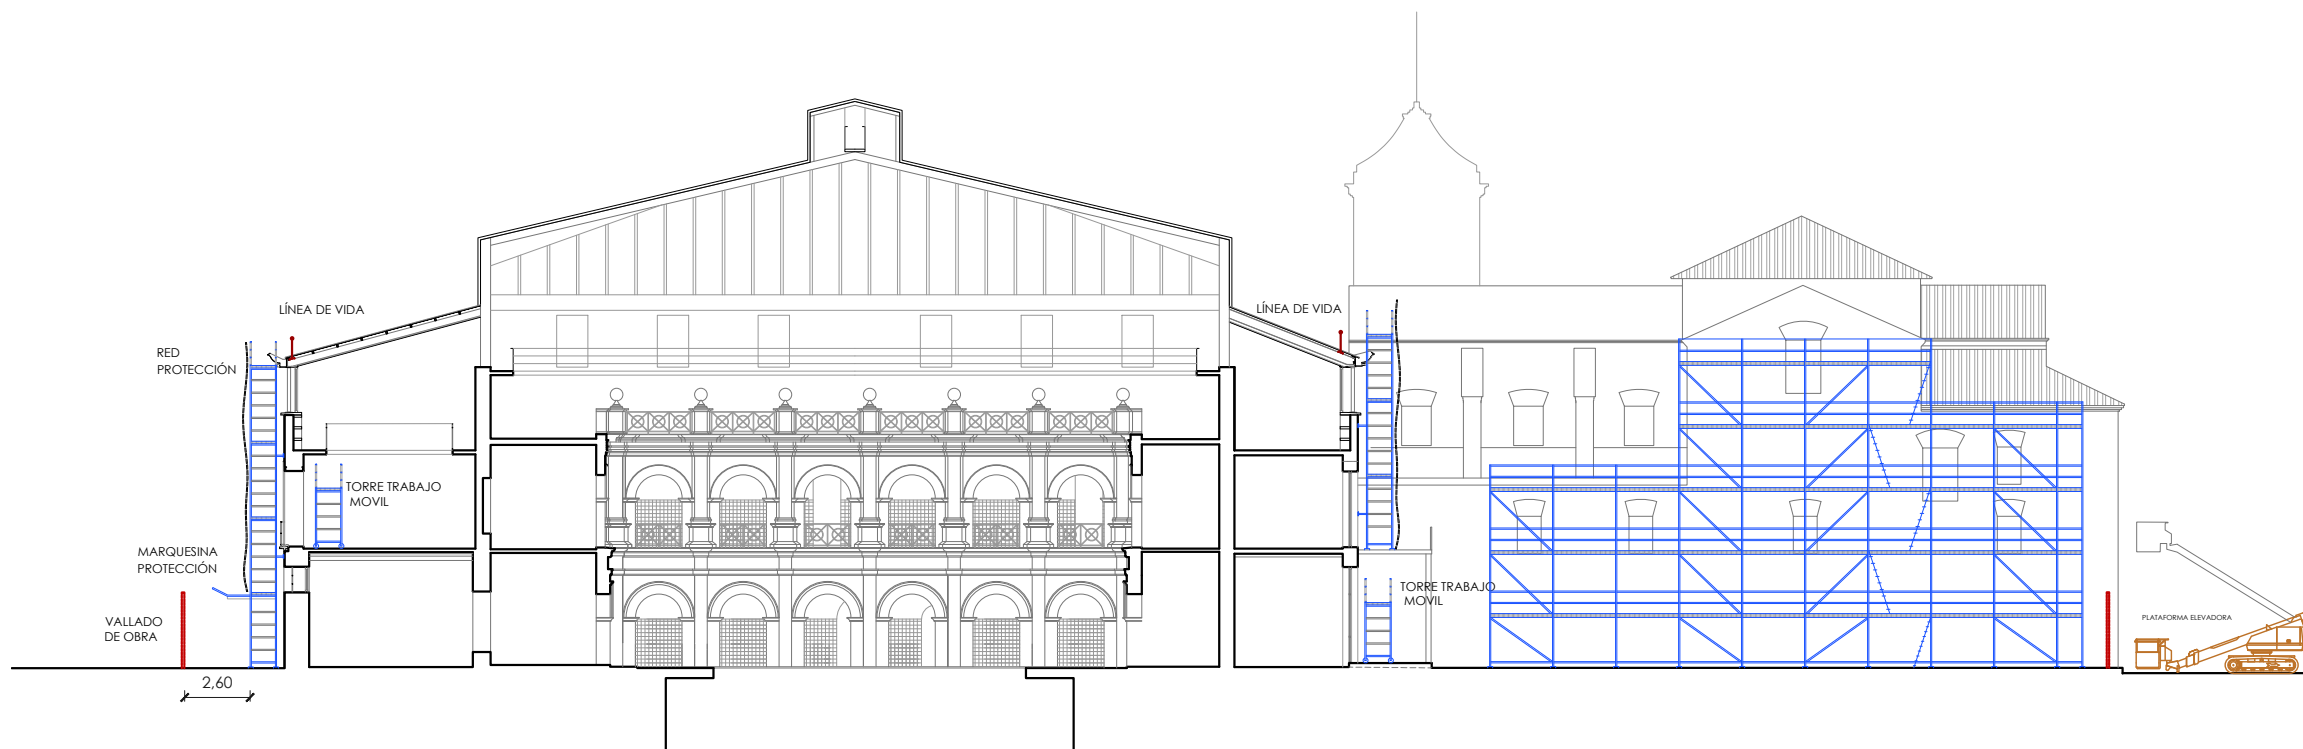 LÍNEA DE VIDA
LÍNEA DE VIDA
RED
PROTECCIÓN
TORRE TRABAJO
MOVIL
MARQUESINA
PROTECCIÓN
TORRE TRABAJO
MOVIL
VALLADO
DE OBRA
PLATAFORMA ELEVADORA
2,60